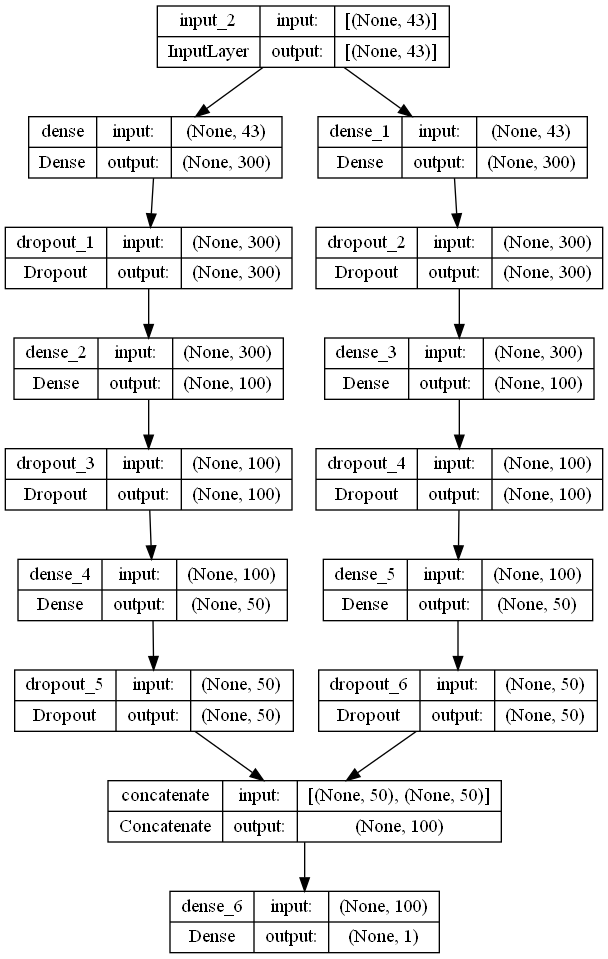 input_2 input: [(None, 43)]
InputLayer output: [(None, 43)]
dense input: (None, 43)
Dense output: (None, 300)
dense_1 input: (None, 43)
Dense output: (None, 300)
dropout_1 input: (None, 300)
Dropout output: (None, 300)
dropout_2 input: (None, 300)
Dropout output: (None, 300)
dense_2 input: (None, 300)
Dense output: (None, 100)
dense_3 input: (None, 300)
Dense output: (None, 100)
dropout_3 input: (None, 100)
Dropout output: (None, 100)
dropout_4 input: (None, 100)
Dropout output: (None, 100)
dense_4 input: (None, 100)
Dense output: (None, 50)
dense_5 input: (None, 100)
Dense output: (None, 50)
dropout_5 input: (None, 50)
Dropout output: (None, 50)
dropout_6 input: (None, 50)
Dropout output: (None, 50)
concatenate input: [(None, 50), (None, 50)]
Concatenate output: (None, 100)
dense_6 input: (None, 100)
Dense output: (None, 1)